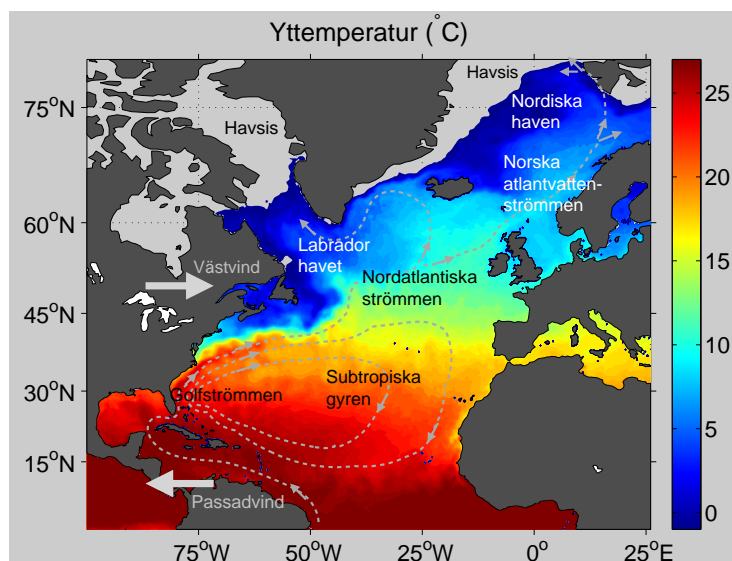 Yttemperatur (°C)
Havsis
Havsis
Nordiska
haven
Norska
atlantvatten-
strömmen
Labrador
havet
Västvind
Nordatlantiska
strömmen
Golfströmmen
Subtropiska
gyren
Passadvind
75°N
60°N
45°N
30°N
15°N
75°W
50°W
25°W
0°
25°E
25
20
15
10
5
0